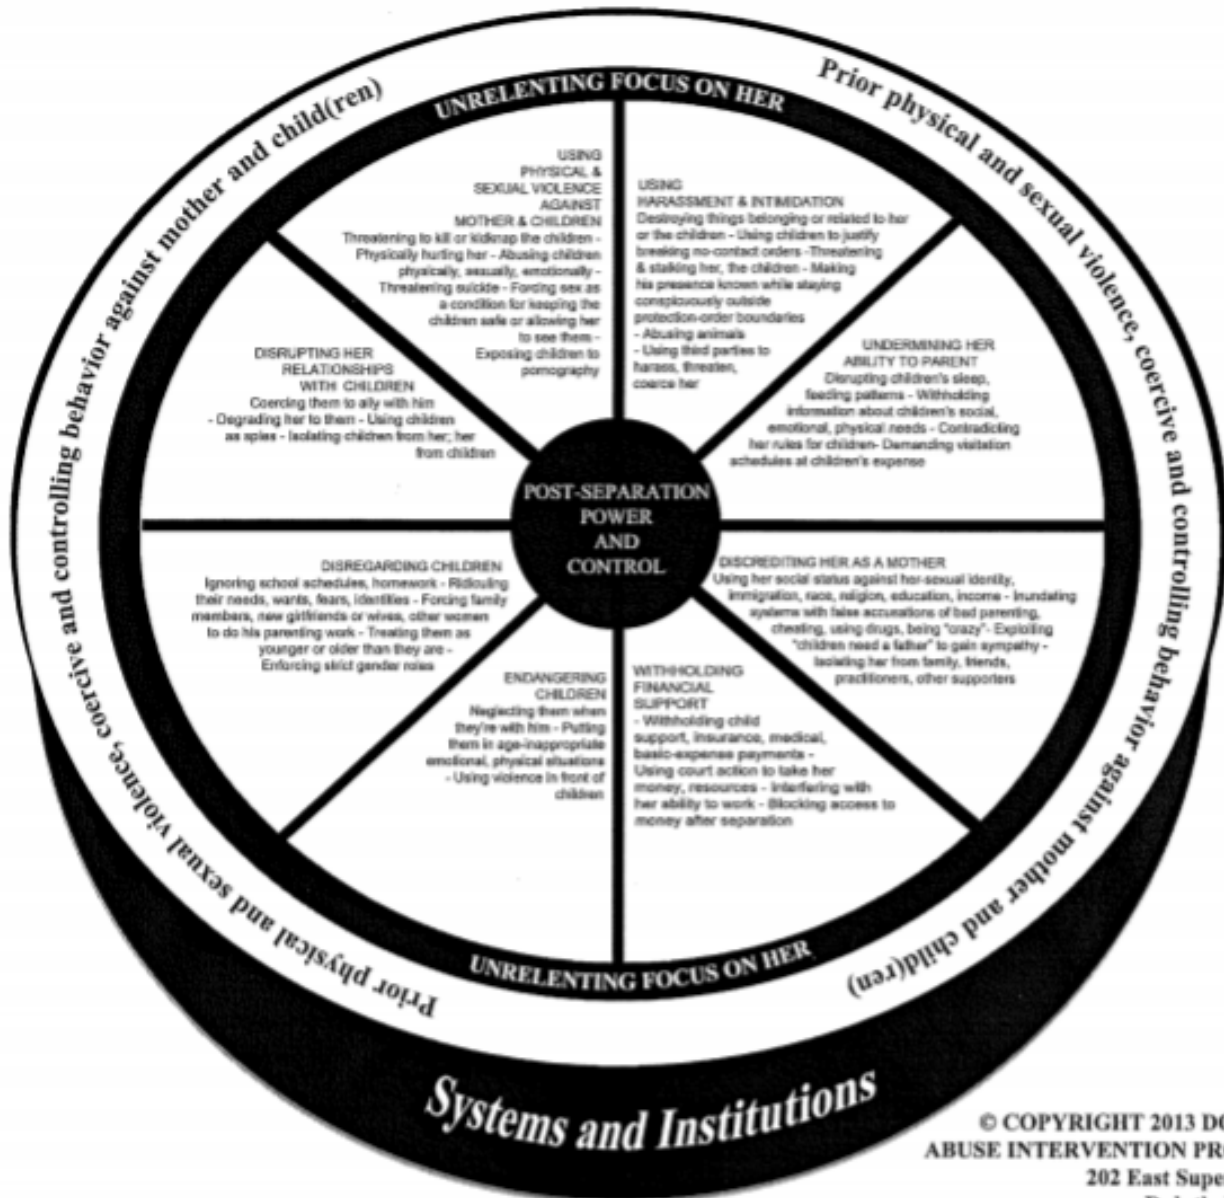 Prior physical and sexual violence, coercive and controlling behavior against mother and child(ren)
Prior physical and sexual violence, coercive and controlling behavior against mother and child(ren)
UNRELENTING FOCUS ON HER
USING
PHYSICAL &
SEXUAL VIOLENCE
AGAINST
MOTHER & CHILDREN
Threatening to kill or kidknap the children -
Physically hurting her - Abusing children
physically, sexually, emotionally -
Threatening suicide - Forcing sex as
a condition for keeping the
children safe or allowing her
to see them -
Exposing children to
pornography
USING
HARASSMENT & INTIMIDATION
Destroying things belonging or related to her
or the children - Using children to justify
breaking no-contact orders -Threatening
& stalking her, the children - Making
his presence known while staying
conspicuously outside
protection-order boundaries
- Abusing animals
- Using third parties to
harass, threaten,
coerce her
UNDERMINING HER
ABILITY TO PARENT
Disrupting children's sleep,
feeding patterns - Withholding
information about children's social,
emotional, physical needs - Contradicting
her rules for children- Demanding visitation
schedules at children's expense
DISCREDITING HER AS A MOTHER
Using her social status against her-sexual identity,
immigration, race, religion, education, income - Inundating
systems with false accusations of bad parenting,
cheating, using drugs, being "crazy"- Exploiting
"children need a father" to gain sympathy -
Isolating her from family, friends,
practitioners, other supporters
WITHHOLDING
FINANCIAL
SUPPORT
- Withholding child
support, insurance, medical,
basic-expense payments -
Using court action to take her
money, resources - Interfering with
her ability to work - Blocking access to
money after separation
ENDANGERING
CHILDREN
Neglecting them when
they're with him - Putting
them in age-inappropriate
emotional, physical situations
- Using violence in front of
children
DISREGARDING CHILDREN
Ignoring school schedules, homework - Ridiculing
their needs, wants, fears, identities - Forcing family
members, new girlfriends or wives, other women
to do his parenting work - Treating them as
younger or older than they are -
Enforcing strict gender roles
DISRUPTING HER
RELATIONSHIPS
WITH CHILDREN
Coercing them to ally with him
- Degrading her to them - Using children
as spies - Isolating children from her; her
from children
POST-SEPARATION
POWER
AND
CONTROL
UNRELENTING FOCUS ON HER
Systems and Institutions
© COPYRIGHT 2013
ABUSE INTERVENTION
202 East